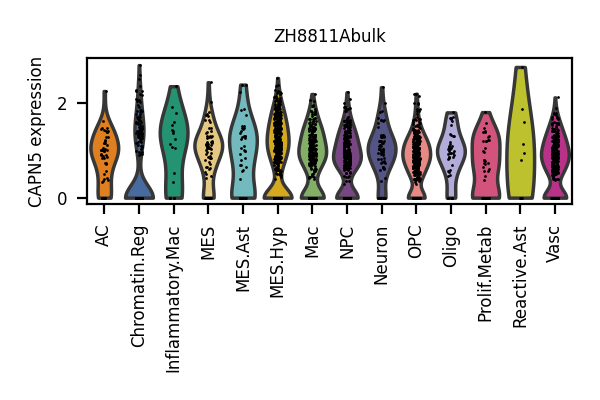 ZH8811Abulk
CAPN5 expression
2
0
AC
Chromatin.Reg
Inflammatory.Mac
MES
MES.Ast
MES.Hyp
Mac
NPC
Neuron
OPC
Oligo
Prolif.Metab
Reactive.Ast
Vasc